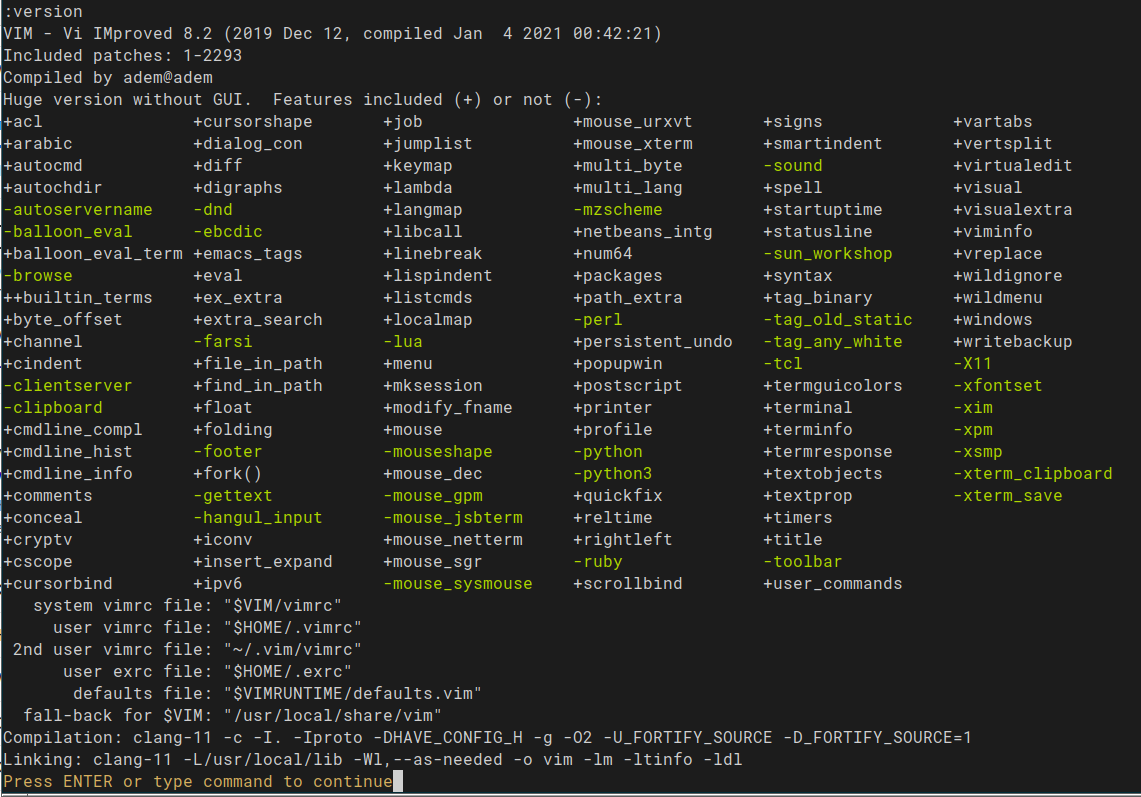 :version
VIM - Vi IMproved 8.2 (2019 Dec 12, compiled Jan  4 2021 00:42:21)
Included patches: 1-2293
Compiled by adem@adem
Huge version without GUI.  Features included (+) or not (-):
+acl               +cursorshape       +job               +mouse_urxvt       +signs             +vartabs
+arabic            +dialog_con        +jumplist          +mouse_xterm       +smartindent       +vertsplit
+autocmd           +diff              +keymap            +multi_byte        -sound             +virtualedit
+autochdir         +digraphs          +lambda            +multi_lang        +spell             +visual
-autoservername    -dnd               +langmap           -mzscheme          +startuptime       +visualextra
-balloon_eval      -ebcdic            +libcall           +netbeans_intg     +statusline        +viminfo
+balloon_eval_term +emacs_tags        +linebreak         +num64             -sun_workshop      +vreplace
-browse            +eval              +lispindent        +packages          +syntax            +wildignore
++builtin_terms    +ex_extra          +listcmds          +path_extra        +tag_binary        +wildmenu
+byte_offset       +extra_search      +localmap          -perl              -tag_old_static    +windows
+channel           -farsi             -lua               +persistent_undo   -tag_any_white     +writebackup
+cindent           +file_in_path      +menu              +popupwin          -tcl               -X11
-clientserver      +find_in_path      +mksession         +postscript        +termguicolors     -xfontset
-clipboard         +float             +modify_fname      +printer           +terminal          -xim
+cmdline_compl     +folding           +mouse             +profile           +terminfo          -xpm
+cmdline_hist      -footer            -mouseshape        -python            +termresponse      -xsmp
+cmdline_info      +fork()            +mouse_dec         -python3           +textobjects       -xterm_clipboard
+comments          -gettext           -mouse_gpm         +quickfix          +textprop          -xterm_save
+conceal           -hangul_input      -mouse_jsbterm     +reltime           +timers
+cryptv            +iconv             +mouse_netterm     +rightleft         +title
+cscope            +insert_expand     +mouse_sgr         -ruby              -toolbar
+cursorbind        +ipv6              -mouse_sysmouse    +scrollbind        +user_commands
   system vimrc file: "$VIM/vimrc"
     user vimrc file: "$HOME/.vimrc"
 2nd user vimrc file: "~/.vim/vimrc"
      user exrc file: "$HOME/.exrc"
       defaults file: "$VIMRUNTIME/defaults.vim"
  fall-back for $VIM: "/usr/local/share/vim"
Compilation: clang-11 -c -I. -Iproto -DHAVE_CONFIG_H -g -O2 -U_FORTIFY_SOURCE -D_FORTIFY_SOURCE=1
Linking: clang-11 -L/usr/local/lib -Wl,--as-needed -o vim -lm -ltinfo -ldl
Press ENTER or type command to continue